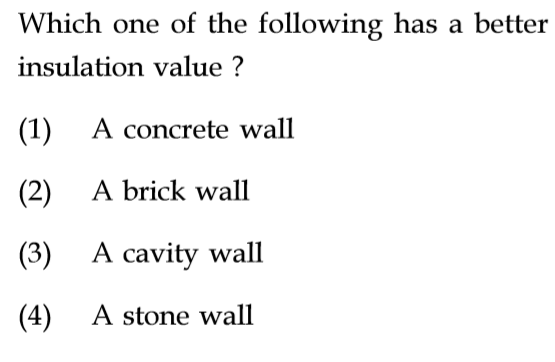 Which one of the following has a better
insulation value ?
(1) A concrete wall
(2) A brick wall
(3) A cavity wall
(4) A stone wall